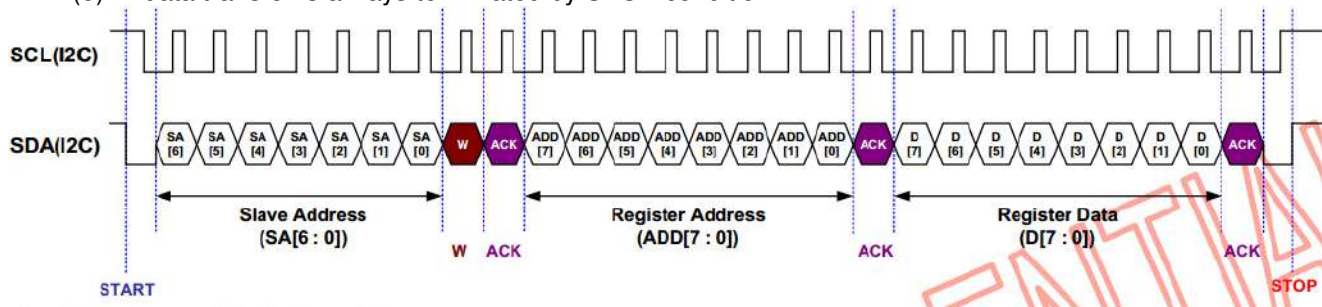 SCL(I2C)
SDA(I2C)
SA [6] SA [5] SA [4] SA [3] SA [2] SA [1] SA [0] W ACK ADD [7] ADD [6] ADD [5] ADD [4] ADD [3] ADD [2] ADD [1] ADD [0] ACK D [7] D [6] D [5] D [4] D [3] D [2] D [1] D [0] ACK
Slave Address
(SA[6 : 0])
Register Address
(ADD[7 : 0])
Register Data
(D[7 : 0])
W ACK ACK ACK
START STOP
ENTIA